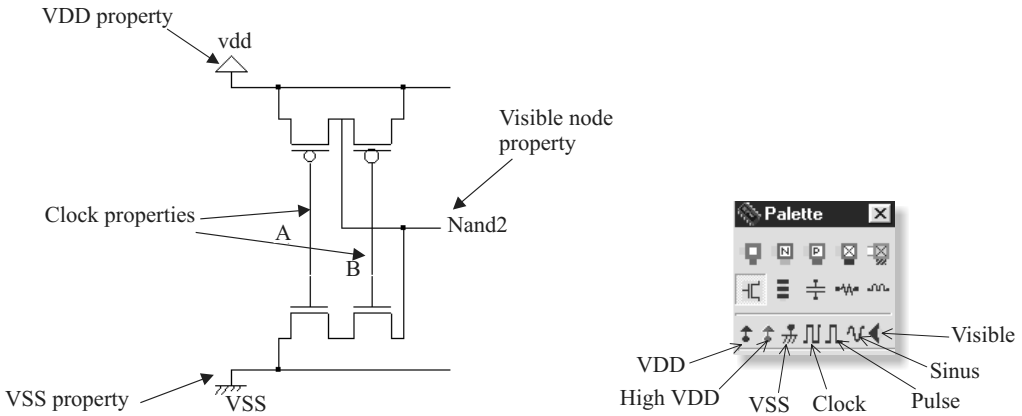 VDD property
vdd
Visible node
property
Clock properties
A
B
Nand2
VSS property
VSS
Palette
N
P
VDD
High VDD
VSS
Clock
Pulse
Sinus
Visible